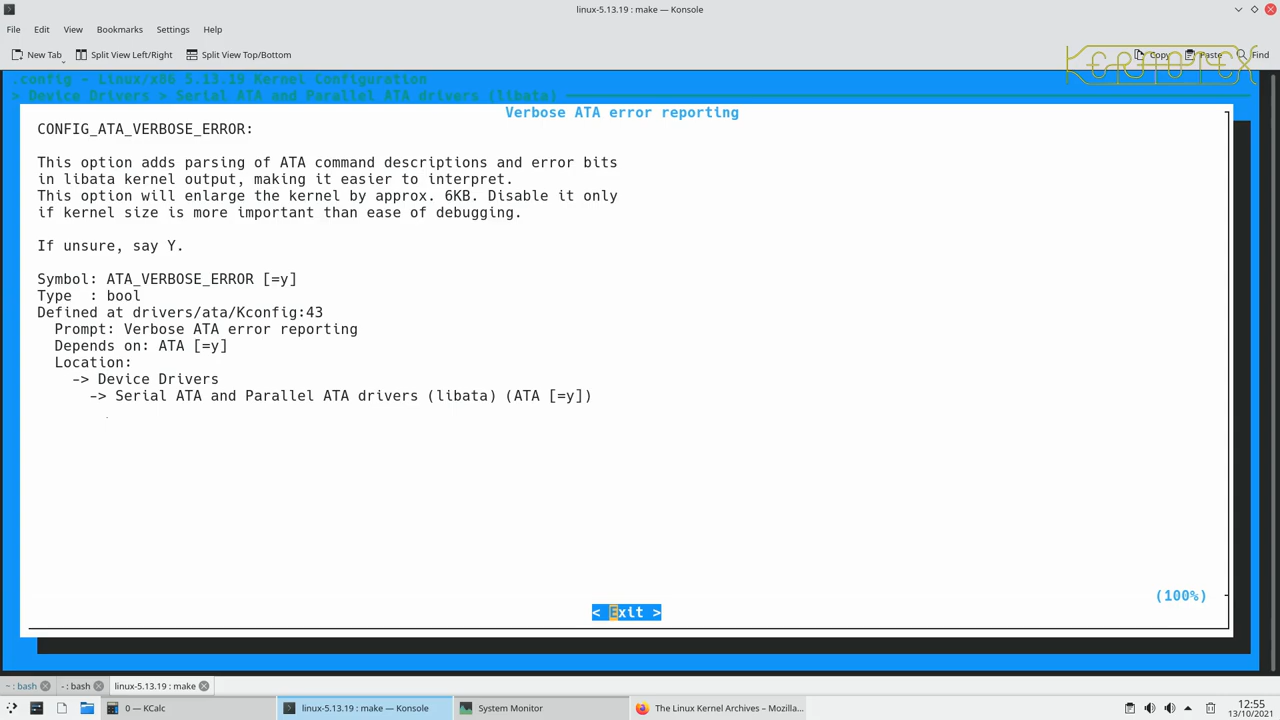 linux-5.13.19 : make — Konsole
File Edit View Bookmarks Settings Help
New Tab Split View Left/Right Split View Top/Bottom Copy Paste Find
KERNOTEX
.config - Linux/x86 5.13.19 Kernel Configuration
> Device Drivers > Serial ATA and Parallel ATA drivers (libata)
Verbose ATA error reporting
CONFIG_ATA_VERBOSE_ERROR:
This option adds parsing of ATA command descriptions and error bits
in libata kernel output, making it easier to interpret.
This option will enlarge the kernel by approx. 6KB. Disable it only
if kernel size is more important than ease of debugging.
If unsure, say Y.
Symbol: ATA_VERBOSE_ERROR [=y]
Type  : bool
Defined at drivers/ata/Kconfig:43
Prompt: Verbose ATA error reporting
Depends on: ATA [=y]
Location:
-> Device Drivers
-> Serial ATA and Parallel ATA drivers (libata) (ATA [=y])
(100%)
< Exit >
~ : bash - : bash linux-5.13.19 : make
0 — KCalc linux-5.13.19 : make — Konsole System Monitor The Linux Kernel Archives – Mozilla... 12:55
13/10/2021